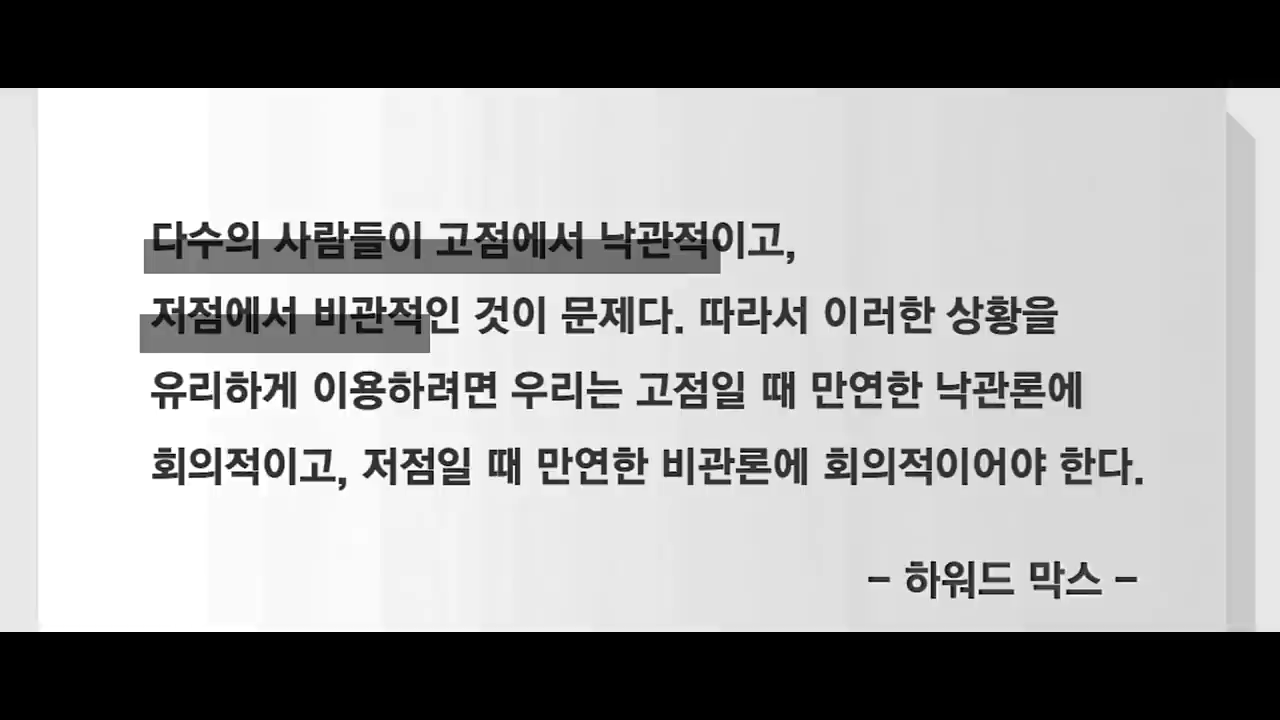 다수의 사람들이 고점에서 낙관적이고,
저점에서 비관적인 것이 문제다. 따라서 이러한 상황을
유리하게 이용하려면 우리는 고점일 때 만연한 낙관론에
회의적이고, 저점일 때 만연한 비관론에 회의적이어야 한다.
- 하워드 막스 -